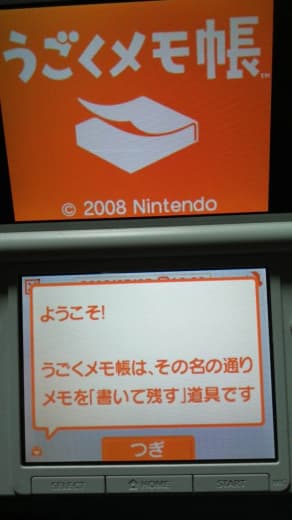 うごくメモ帳™
© 2008 Nintendo
ようこそ!
うごくメモ帳は、その名の通り
メモを「書いて残す」道具です
つぎ
SELECT
HOME
START